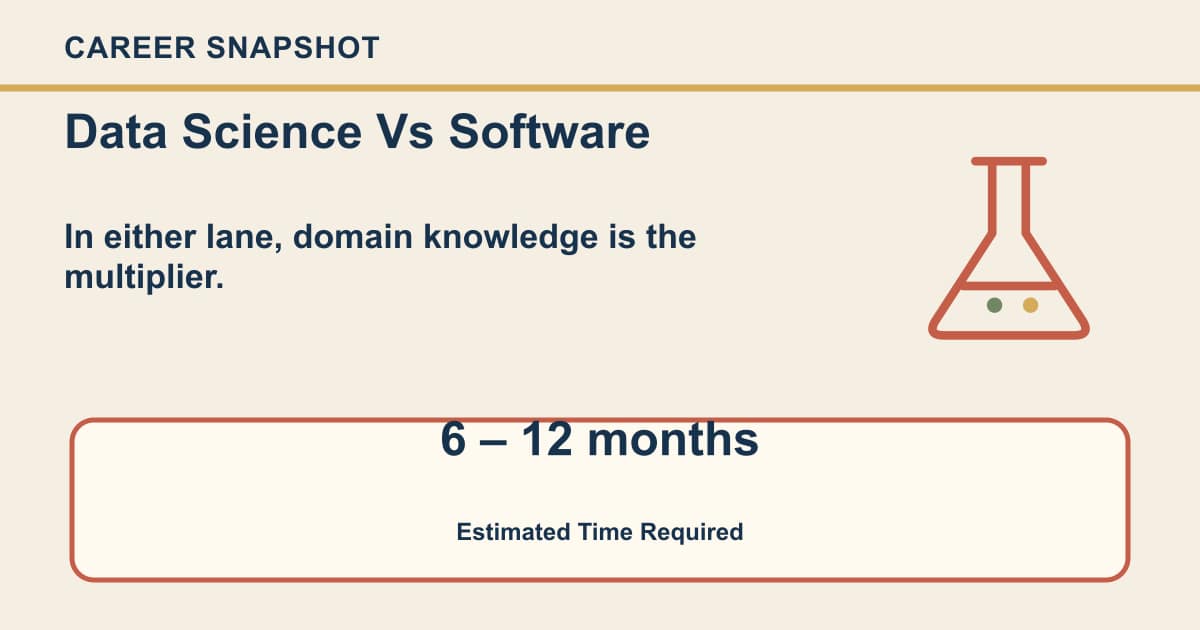 CAREER SNAPSHOT
Data Science Vs Software
In either lane, domain knowledge is the
multiplier.
6 – 12 months
Estimated Time Required